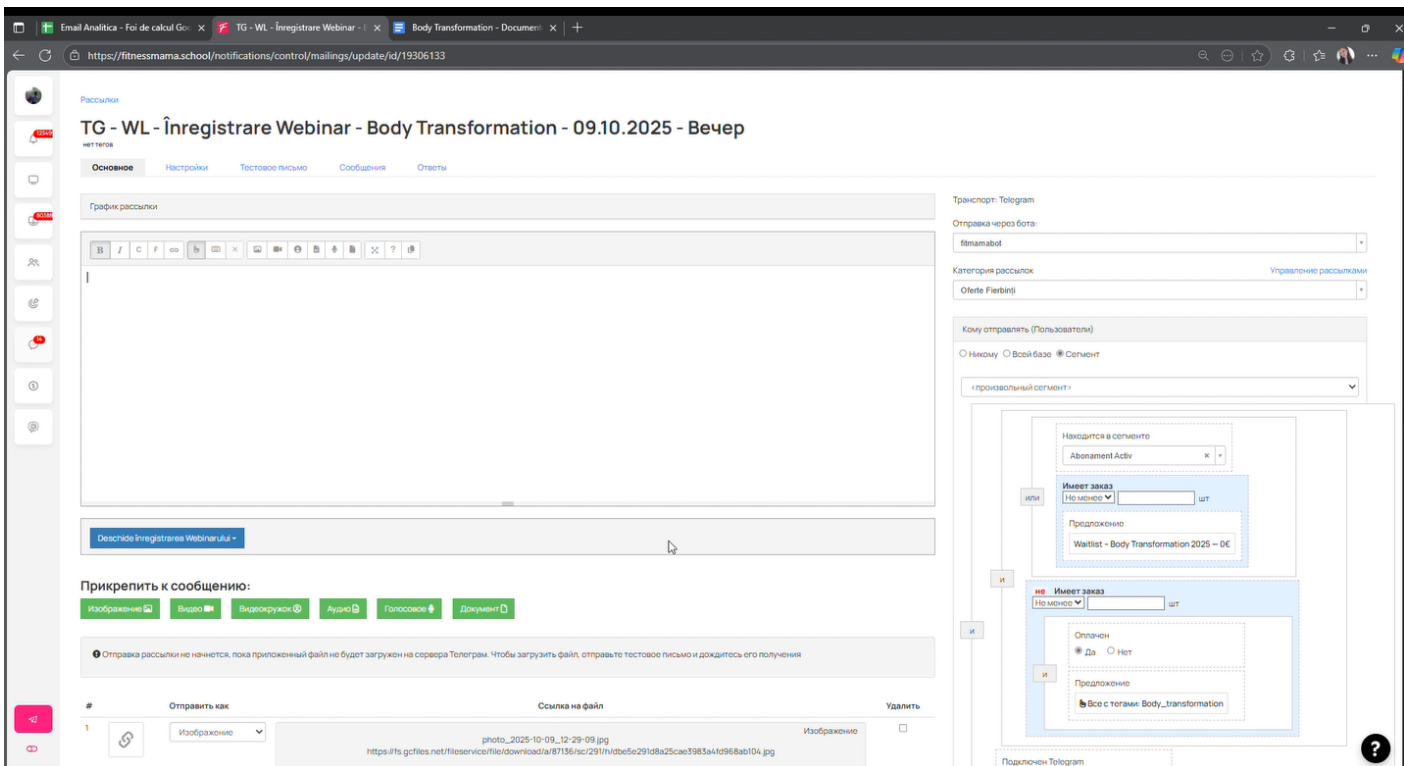 Email Analitica - Foi de calcul Goo
TG - WL - Înregistrare Webinar - 
Body Transformation - Document
https://fitnessmama.school/notifications/control/mailings/update/id/19306133
Рассылки
TG - WL - Înregistrare Webinar - Body Transformation - 09.10.2025 - Вечер
нет тегов
Основное
Настройки
Тестовое письмо
Сообщения
Ответы
График рассылки
B I C F
?
Deschide înregistrarea Webinarului
Прикрепить к сообщению:
Изображение
Видео
Видеокружок
Аудио
Голосовое
Документ
Отправка рассылки не начнется, пока приложенный файл не будет загружен на сервера Телеграм. Чтобы загрузить файл, отправьте тестовое письмо и дождитесь его получения
# Отправить как Ссылка на файл Удалить
1
Изображение
photo_2025-10-09_12-29-09.jpg
Изображение
https://fs.gcfiles.net/fileservice/file/download/a/87136/sc/291/h/dbe5e291d8a25cae3983a4fd968ab104.jpg
Транспорт: Telegram
Отправка через бота:
fitmamabot
Категория рассылок
Управление рассылками
Oferte Fierbinți
Кому отправлять (Пользователи)
Никому Всей базе Сегмент
<произвольный сегмент>
Находится в сегменте
Abonament Activ
или
Имеет заказ
Не менее шт
Предложение
Waitlist – Body Transformation 2025 — 0€
и
не Имеет заказ
Не менее шт
и
Оплачен
Да Нет
и
Предложение
Все с тегами: Body_transformation
Подключен Telegram
?